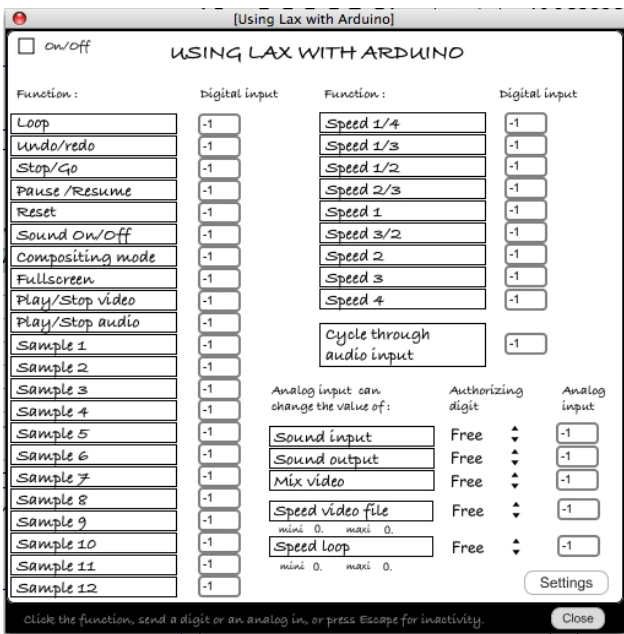 [Using Lax with Arduino]
On/Off
USING LAX WITH ARDUINO
Function : Digital input
Loop -1
Undo/redo -1
Stop/Go -1
Pause /Resume -1
Reset -1
Sound On/Off -1
Compositing mode -1
Fullscreen -1
Play/Stop video -1
Play/Stop audio -1
Sample 1 -1
Sample 2 -1
Sample 3 -1
Sample 4 -1
Sample 5 -1
Sample 6 -1
Sample 7 -1
Sample 8 -1
Sample 9 -1
Sample 10 -1
Sample 11 -1
Sample 12 -1
Function : Digital input
Speed 1/4 -1
Speed 1/3 -1
Speed 1/2 -1
Speed 2/3 -1
Speed 1 -1
Speed 3/2 -1
Speed 2 -1
Speed 3 -1
Speed 4 -1
Cycle through
audio input -1
Analog input can Authorizing Analog
change the value of : digit input
Sound input Free -1
Sound output Free -1
Mix video Free -1
Speed video file Free -1
mini 0. maxi 0.
Speed loop Free -1
mini 0. maxi 0.
Settings
Click the function, send a digit or an analog in, or press Escape for inactivity.
Close